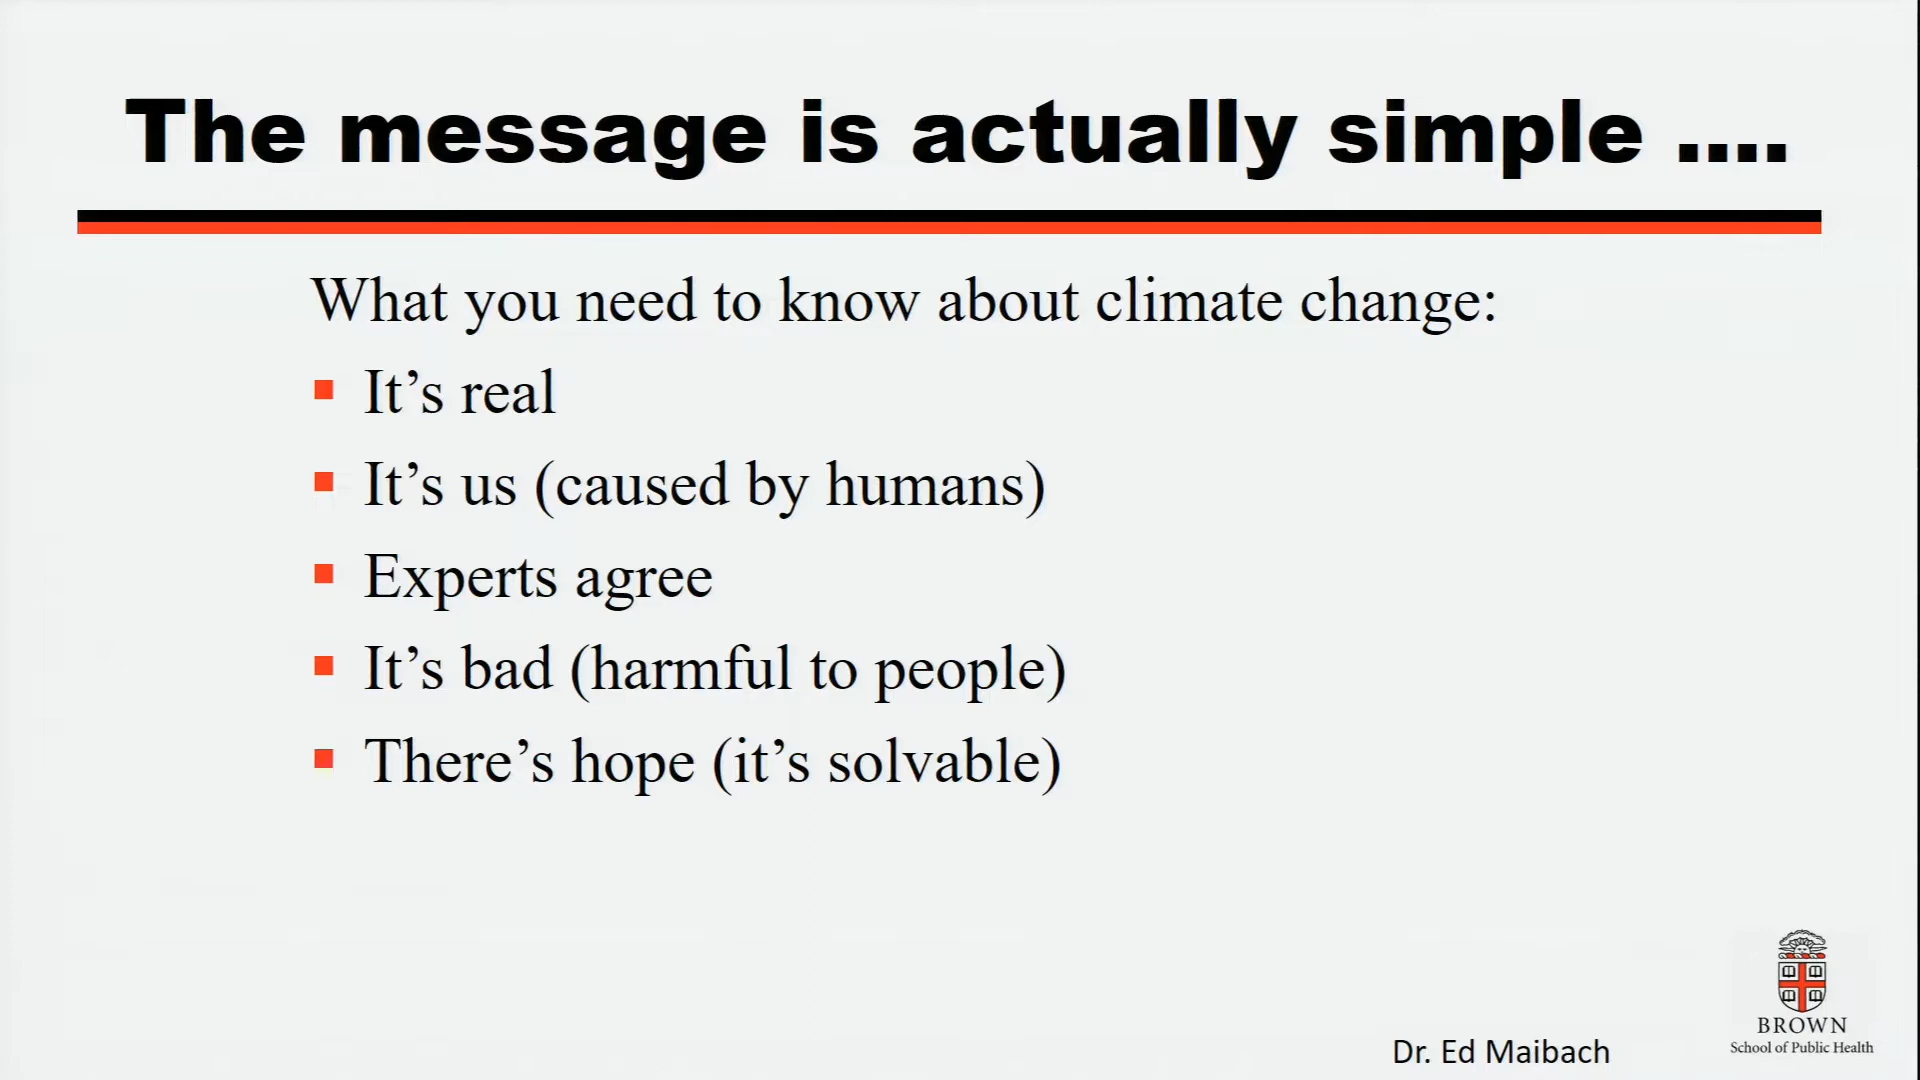 The message is actually simple ....
What you need to know about climate change:
It’s real
It’s us (caused by humans)
Experts agree
It’s bad (harmful to people)
There’s hope (it’s solvable)
Dr. Ed Maibach
BROWN
School of Public Health